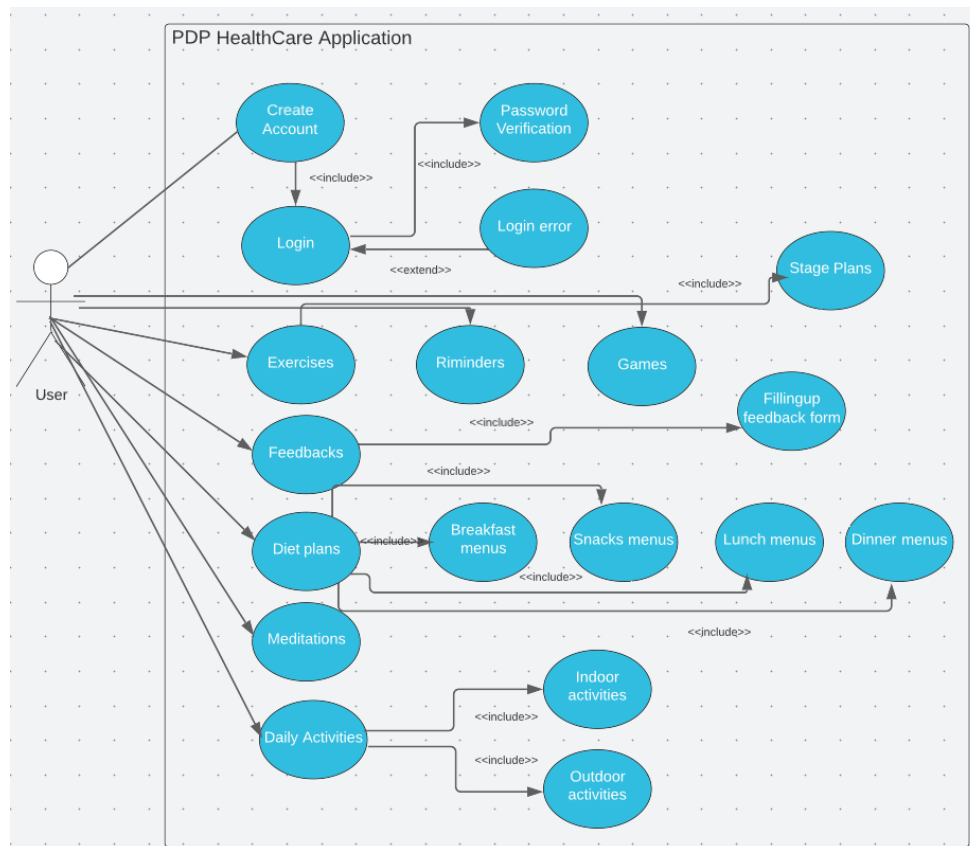 PDP HealthCare Application
Create
Account
Password
Verification
<<include>>
<<include>>
Login
Login error
<<extend>>
Stage Plans
<<include>>
Exercises
Riminders
Games
User
Fillingup
feedback form
<<include>>
Feedbacks
<<include>>
Diet plans
<<include>>
Breakfast
menus
Snacks menus
Lunch menus
Dinner menus
<<include>>
<<include>>
Meditations
Indoor
activities
<<include>>
Daily Activities
<<include>>
Outdoor
activities